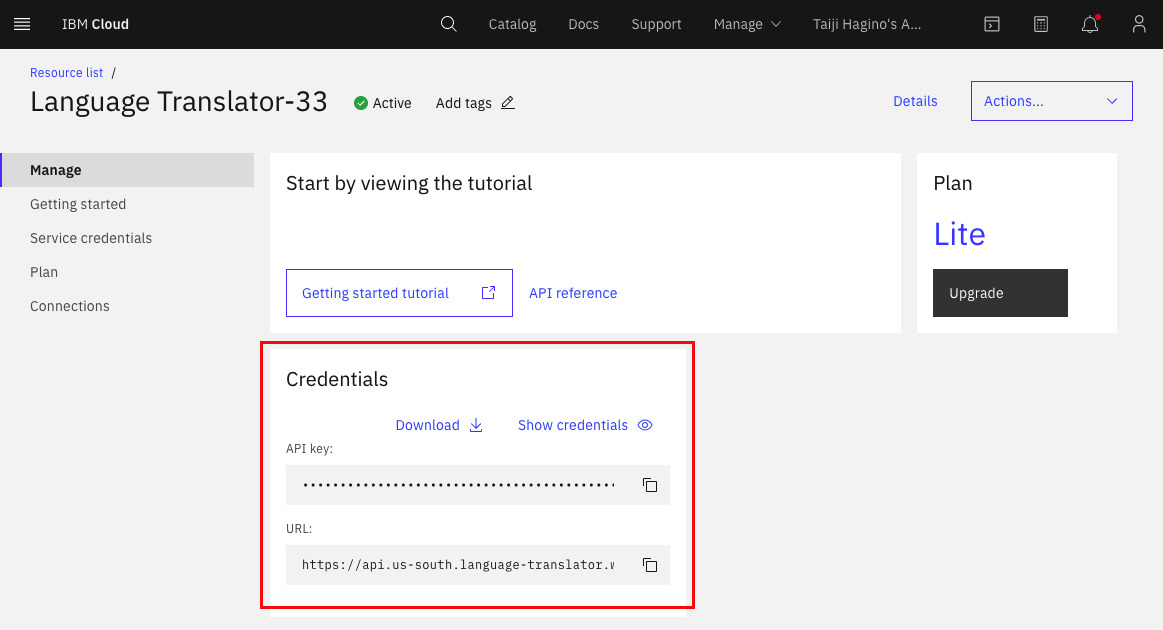 IBM Cloud Catalog Docs Support Manage Taiji Hagino's A...
Resource list /
Language Translator-33 Active Add tags Details Actions...
Manage
Getting started
Service credentials
Plan
Connections
Start by viewing the tutorial
Getting started tutorial API reference
Plan
Lite
Upgrade
Credentials
Download Show credentials
API key:
••••••••••••••••••••••••••••••••••••••••••••
URL:
https://api.us-south.language-translator.w